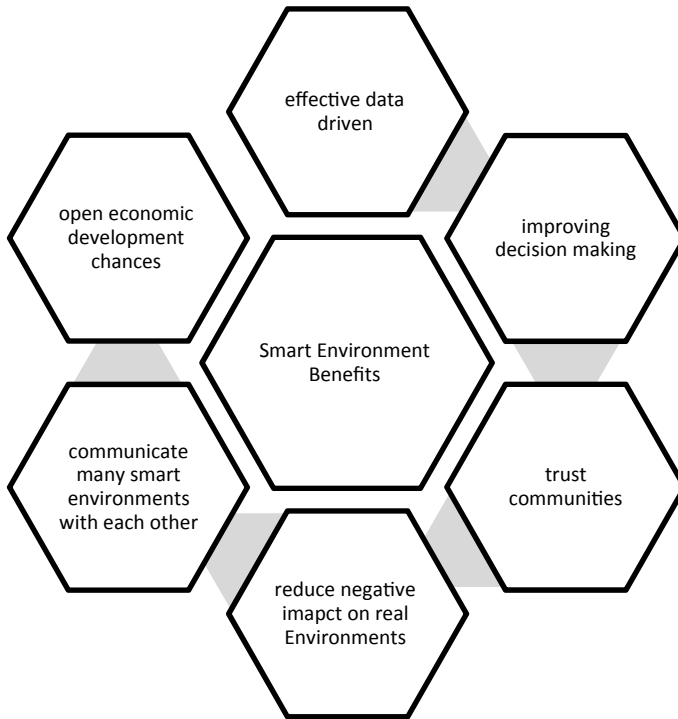 effective data
driven
improving
decision making
trust
communities
reduce negative
imapct on real
Environments
communicate
many smart
environments
with each other
open economic
development
chances
Smart Environment
Benefits